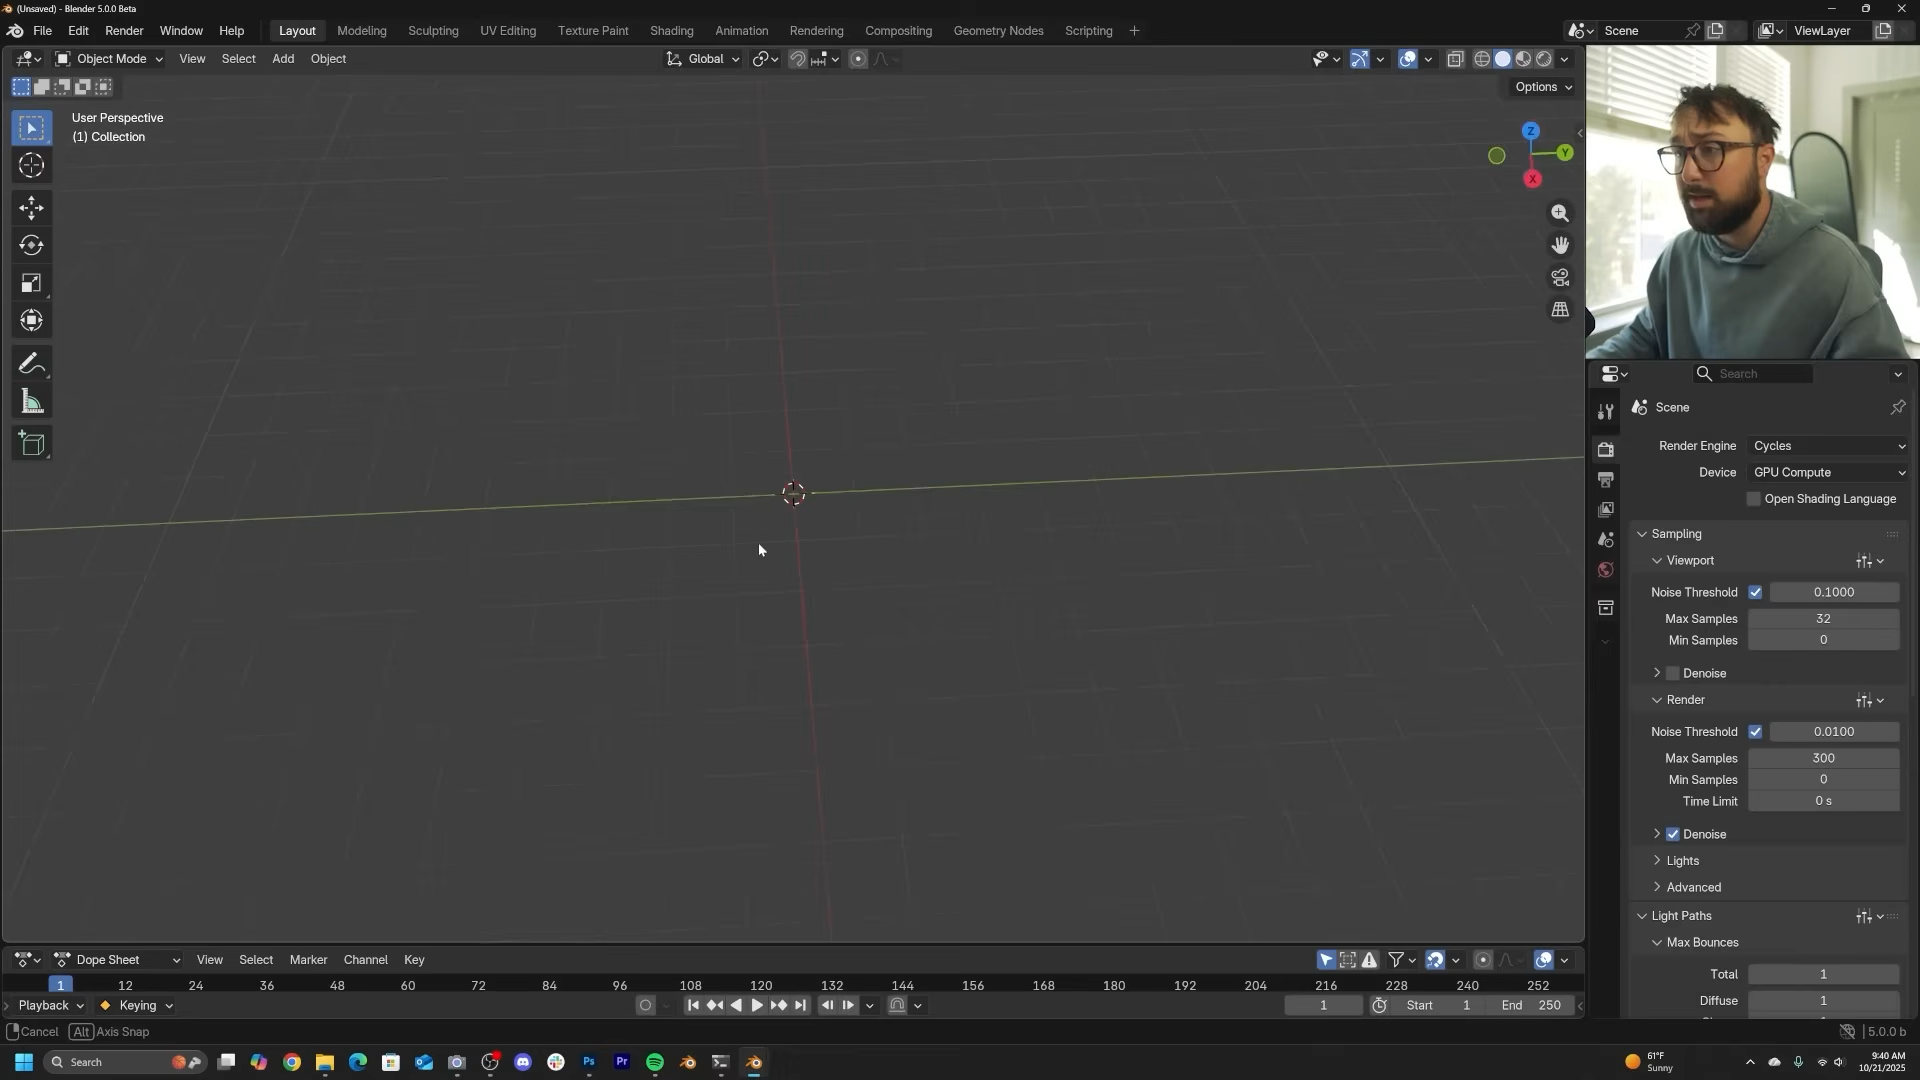 (Unsaved) - Blender 5.0.0 Beta
File Edit Render Window Help Layout Modeling Sculpting UV Editing Texture Paint Shading Animation Rendering Compositing Geometry Nodes Scripting Scene ViewLayer
Object Mode View Select Add Object Global
Options
User Perspective
(1) Collection
Z
Y
X
Search
Scene
Render Engine Cycles
Device GPU Compute
Open Shading Language
Sampling
Viewport
Noise Threshold 0.1000
Max Samples 32
Min Samples 0
Denoise
Render
Noise Threshold 0.0100
Max Samples 300
Min Samples 0
Time Limit 0 s
Denoise
Lights
Advanced
Light Paths
Max Bounces
Total 1
Diffuse 1
Dope Sheet View Select Marker Channel Key
1 12 24 36 48 60 72 84 96 108 120 132 144 156 168 180 192 204 216 228 240 252
Playback Keying 1 Start 1 End 250
Cancel Alt Axis Snap 5.0.0 b
Search
Ps
Pr
61°F
Sunny
9:40 AM
10/21/2025